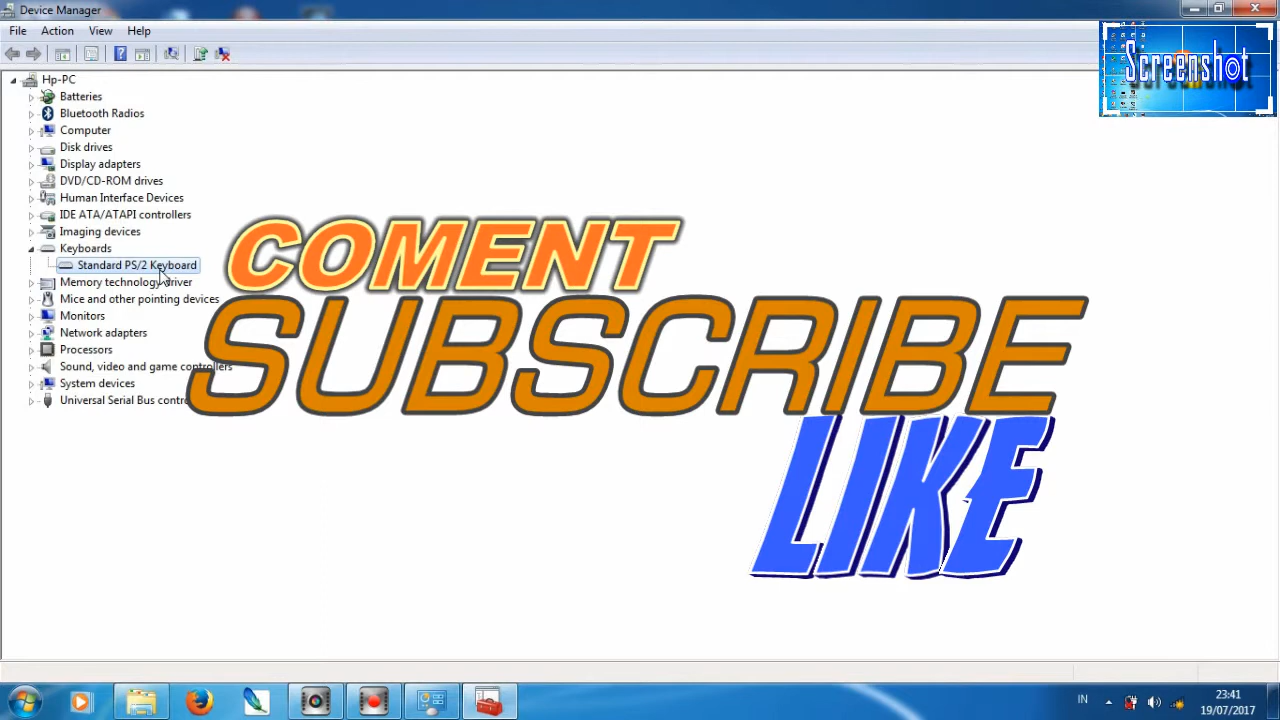 Device Manager
File Action View Help
Screenshot
Hp-PC
Batteries
Bluetooth Radios
Computer
Disk drives
Display adapters
DVD/CD-ROM drives
Human Interface Devices
IDE ATA/ATAPI controllers
Imaging devices
Keyboards
Standard PS/2 Keyboard
Memory technology driver
Mice and other pointing devices
Monitors
Network adapters
Processors
Sound, video and game controllers
System devices
Universal Serial Bus
COMENT
SUBSCRIBE
LIKE
IN
23:41
19/07/2017